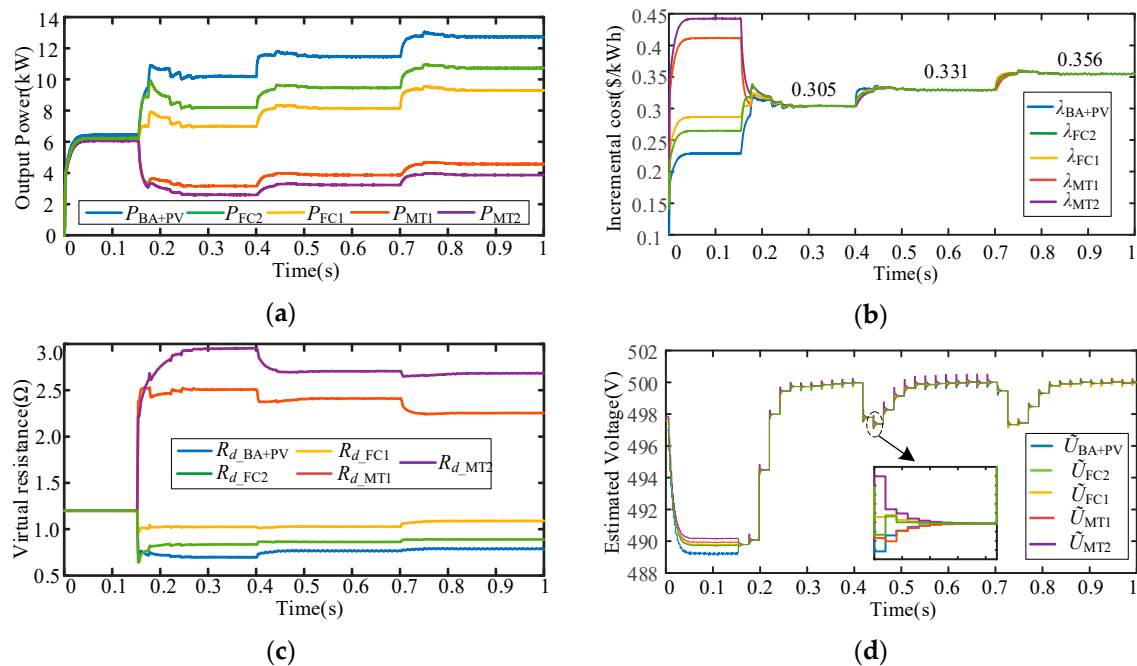 Output Power(kW)
14
12
10
8
6
4
2
0
P_BA+PV P_FC2 P_FC1 P_MT1 P_MT2
0 0.1 0.2 0.3 0.4 0.5 0.6 0.7 0.8 0.9 1
Time(s)
(a)
Incremental cost($/kWh)
0.45
0.4
0.35
0.3
0.25
0.2
0.15
0.1
0.305
0.331
0.356
λ_BA+PV
λ_FC2
λ_FC1
λ_MT1
λ_MT2
0 0.1 0.2 0.3 0.4 0.5 0.6 0.7 0.8 0.9 1
Time(s)
(b)
Virtual resistance(Ω)
3.0
2.5
2.0
1.5
1.0
0.5
R_d_BA+PV R_d_FC1 R_d_MT2
R_d_FC2 R_d_MT1
0 0.1 0.2 0.3 0.4 0.5 0.6 0.7 0.8 0.9 1
Time(s)
(c)
Estimated Voltage(V)
502
500
498
496
494
492
490
488
Ũ_BA+PV
Ũ_FC2
Ũ_FC1
Ũ_MT1
Ũ_MT2
0 0.1 0.2 0.3 0.4 0.5 0.6 0.7 0.8 0.9 1
Time(s)
(d)